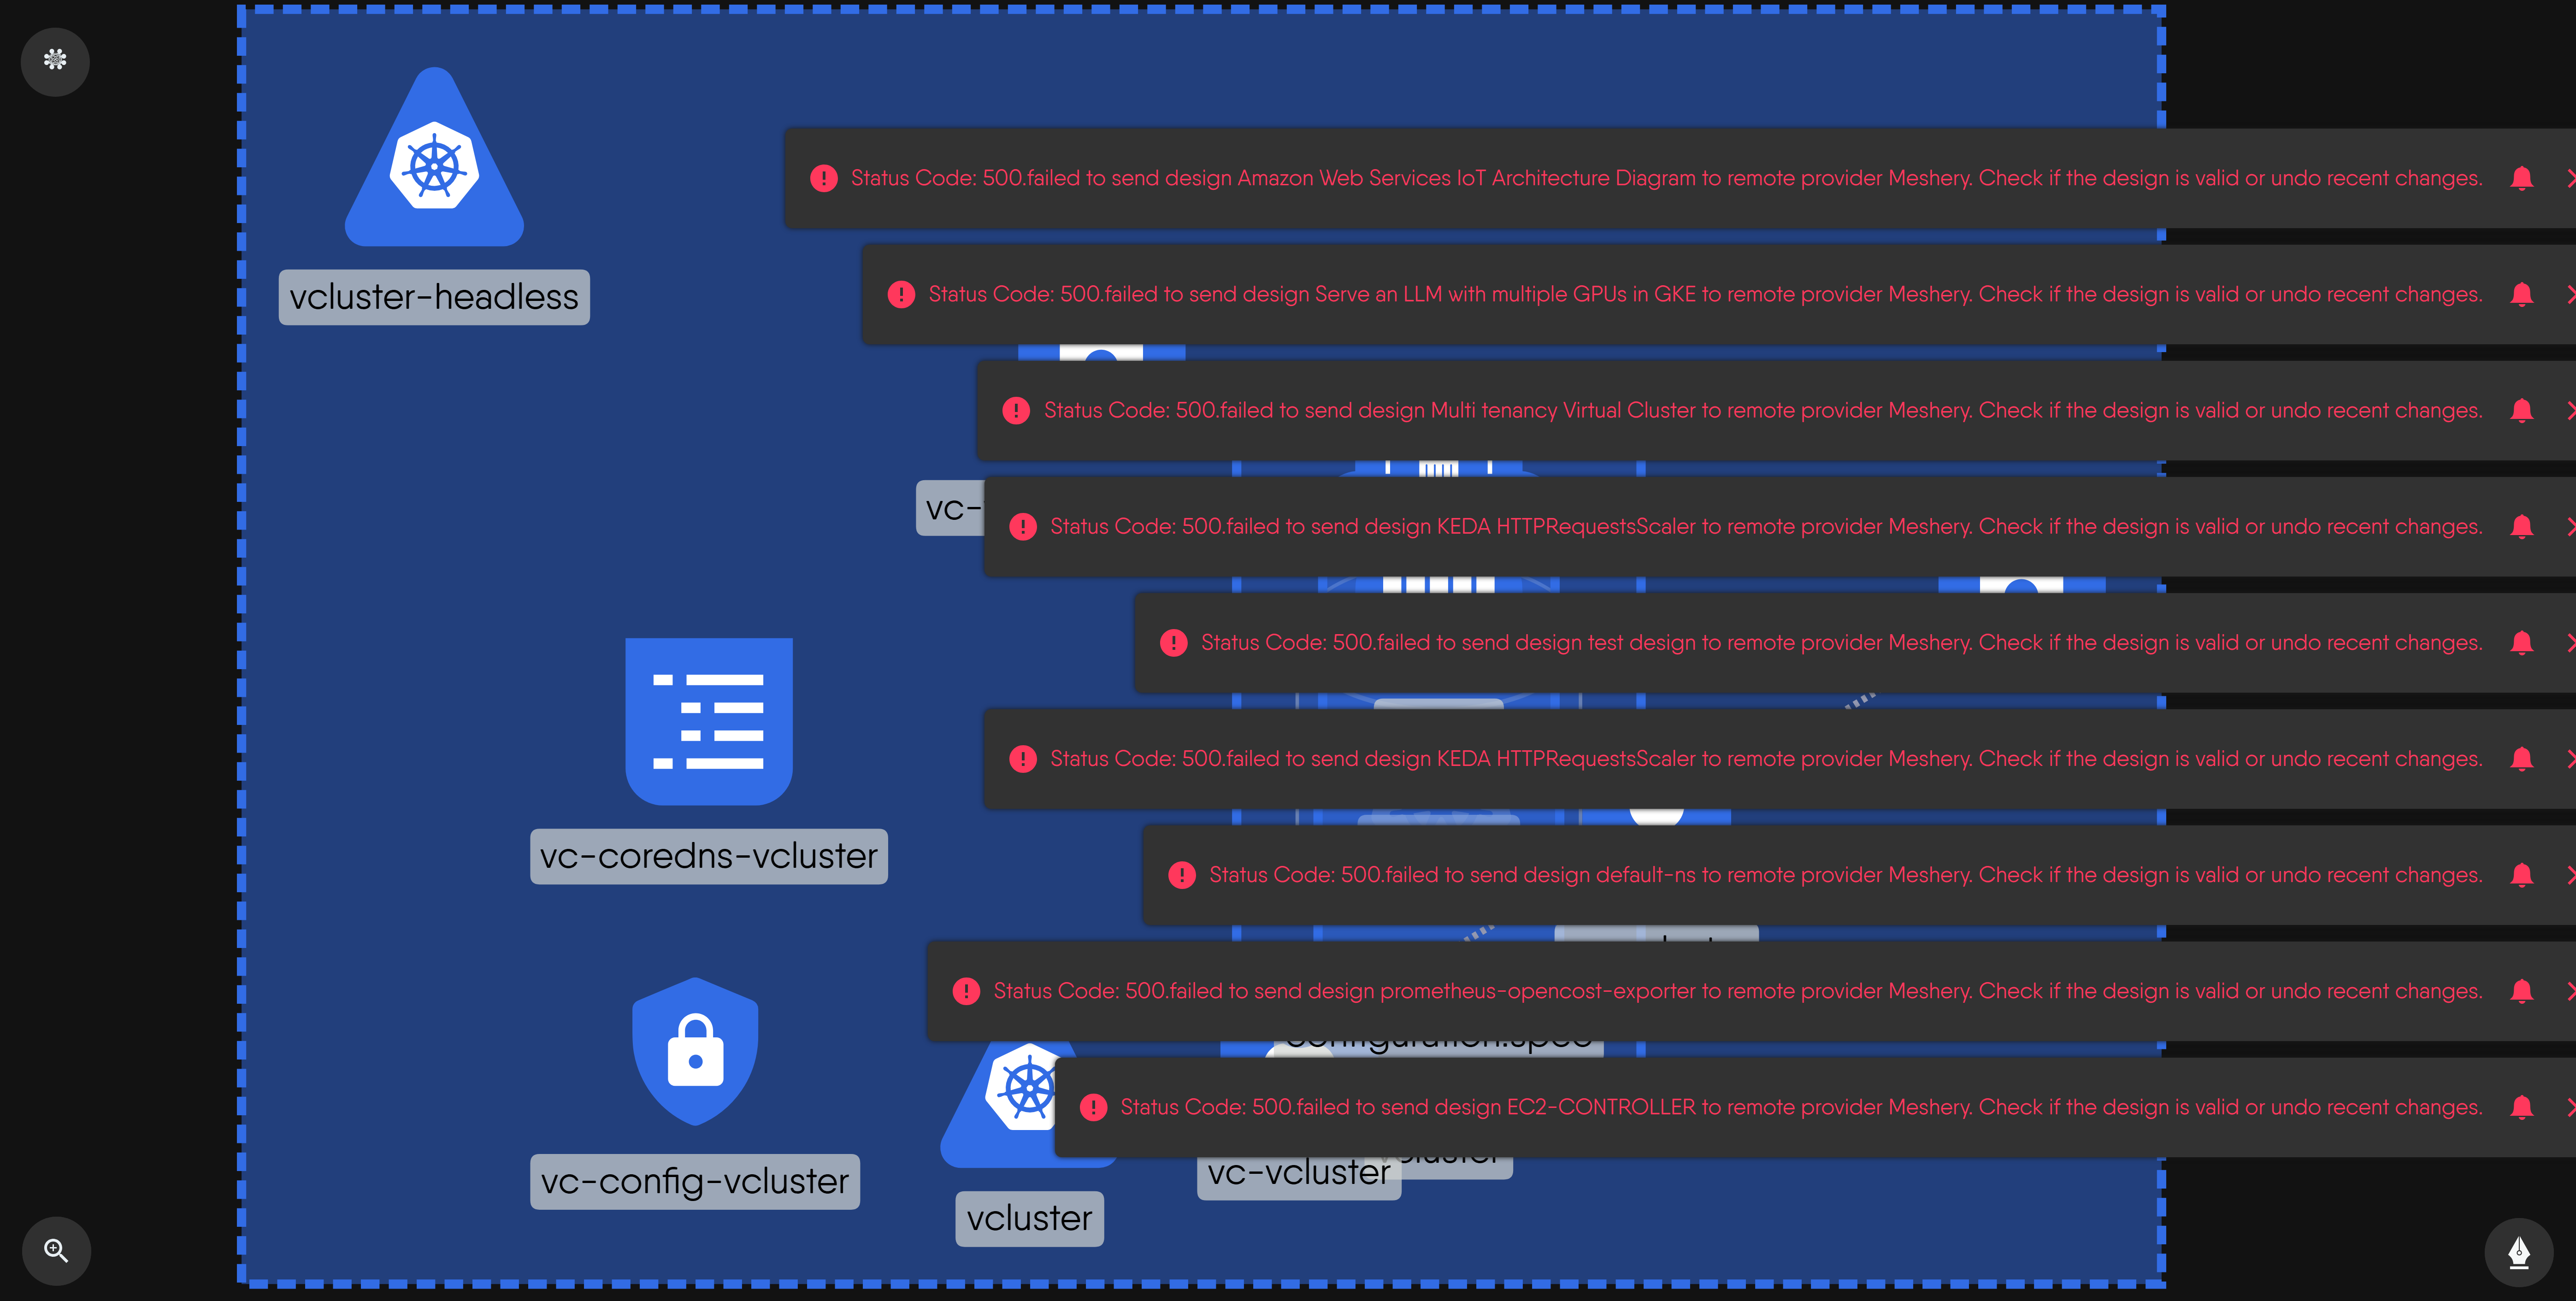 vcluster-headless
Status Code: 500.failed to send design Amazon Web Services IoT Architecture Diagram to remote provider Meshery. Check if the design is valid or undo recent changes.
Status Code: 500.failed to send design Serve an LLM with multiple GPUs in GKE to remote provider Meshery. Check if the design is valid or undo recent changes.
Status Code: 500.failed to send design Multi tenancy Virtual Cluster to remote provider Meshery. Check if the design is valid or undo recent changes.
vc-
Status Code: 500.failed to send design KEDA HTTPRequestsScaler to remote provider Meshery. Check if the design is valid or undo recent changes.
Status Code: 500.failed to send design test design to remote provider Meshery. Check if the design is valid or undo recent changes.
Status Code: 500.failed to send design KEDA HTTPRequestsScaler to remote provider Meshery. Check if the design is valid or undo recent changes.
vc-coredns-vcluster
Status Code: 500.failed to send design default-ns to remote provider Meshery. Check if the design is valid or undo recent changes.
Status Code: 500.failed to send design prometheus-opencost-exporter to remote provider Meshery. Check if the design is valid or undo recent changes.
configuration.spec
Status Code: 500.failed to send design EC2-CONTROLLER to remote provider Meshery. Check if the design is valid or undo recent changes.
vcluster
vc-vcluster
vc-config-vcluster
vcluster